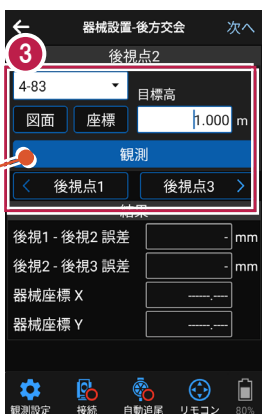 ← 器械設置-後方交会 次へ
3 後視点2
4-83 目標高
図面 座標 1.000 m
観測
< 後視点1 後視点3 >
結果
後視1 - 後視2 誤差 - mm
後視2 - 後視3 誤差 - mm
器械座標 X ------.----
器械座標 Y ------.----
観測設定 接続 自動追尾 リモコン 80%